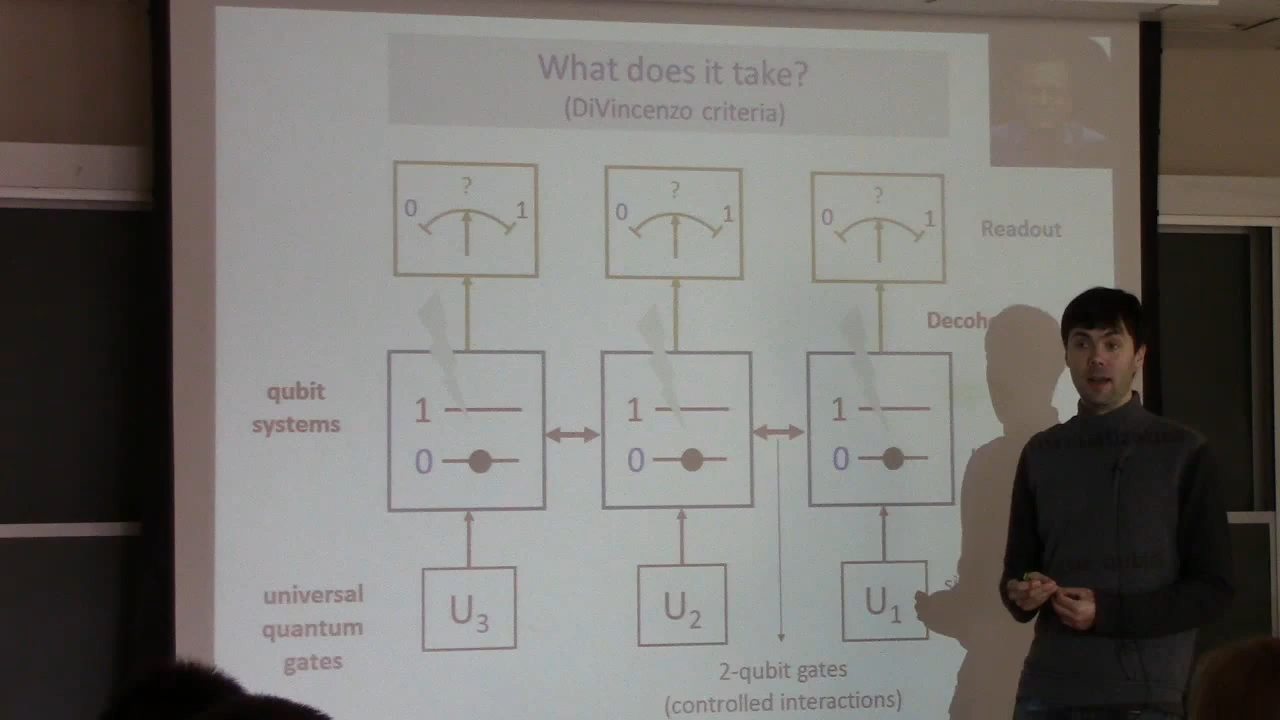 What does it take?
(DiVincenzo criteria)
? ? ?
0 1 0 1 0 1
Readout
Decoh
qubit
systems
1 1 1
0 0 0
universal
quantum
gates
U3 U2 U1
2-qubit gates
(controlled interactions)